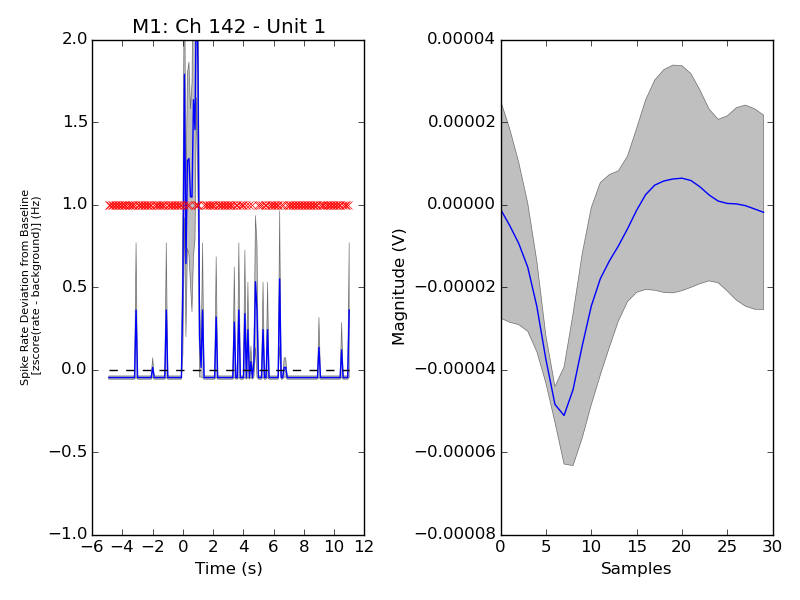 M1: Ch 142 - Unit 1
Spike Rate Deviation from Baseline
[zscore(rate - background)] (Hz)
2.0
1.5
1.0
0.5
0.0
−0.5
−1.0
−6 −4 −2 0 2 4 6 8 10 12
Time (s)
Magnitude (V)
0.00004
0.00002
0.00000
−0.00002
−0.00004
−0.00006
−0.00008
0 5 10 15 20 25 30
Samples